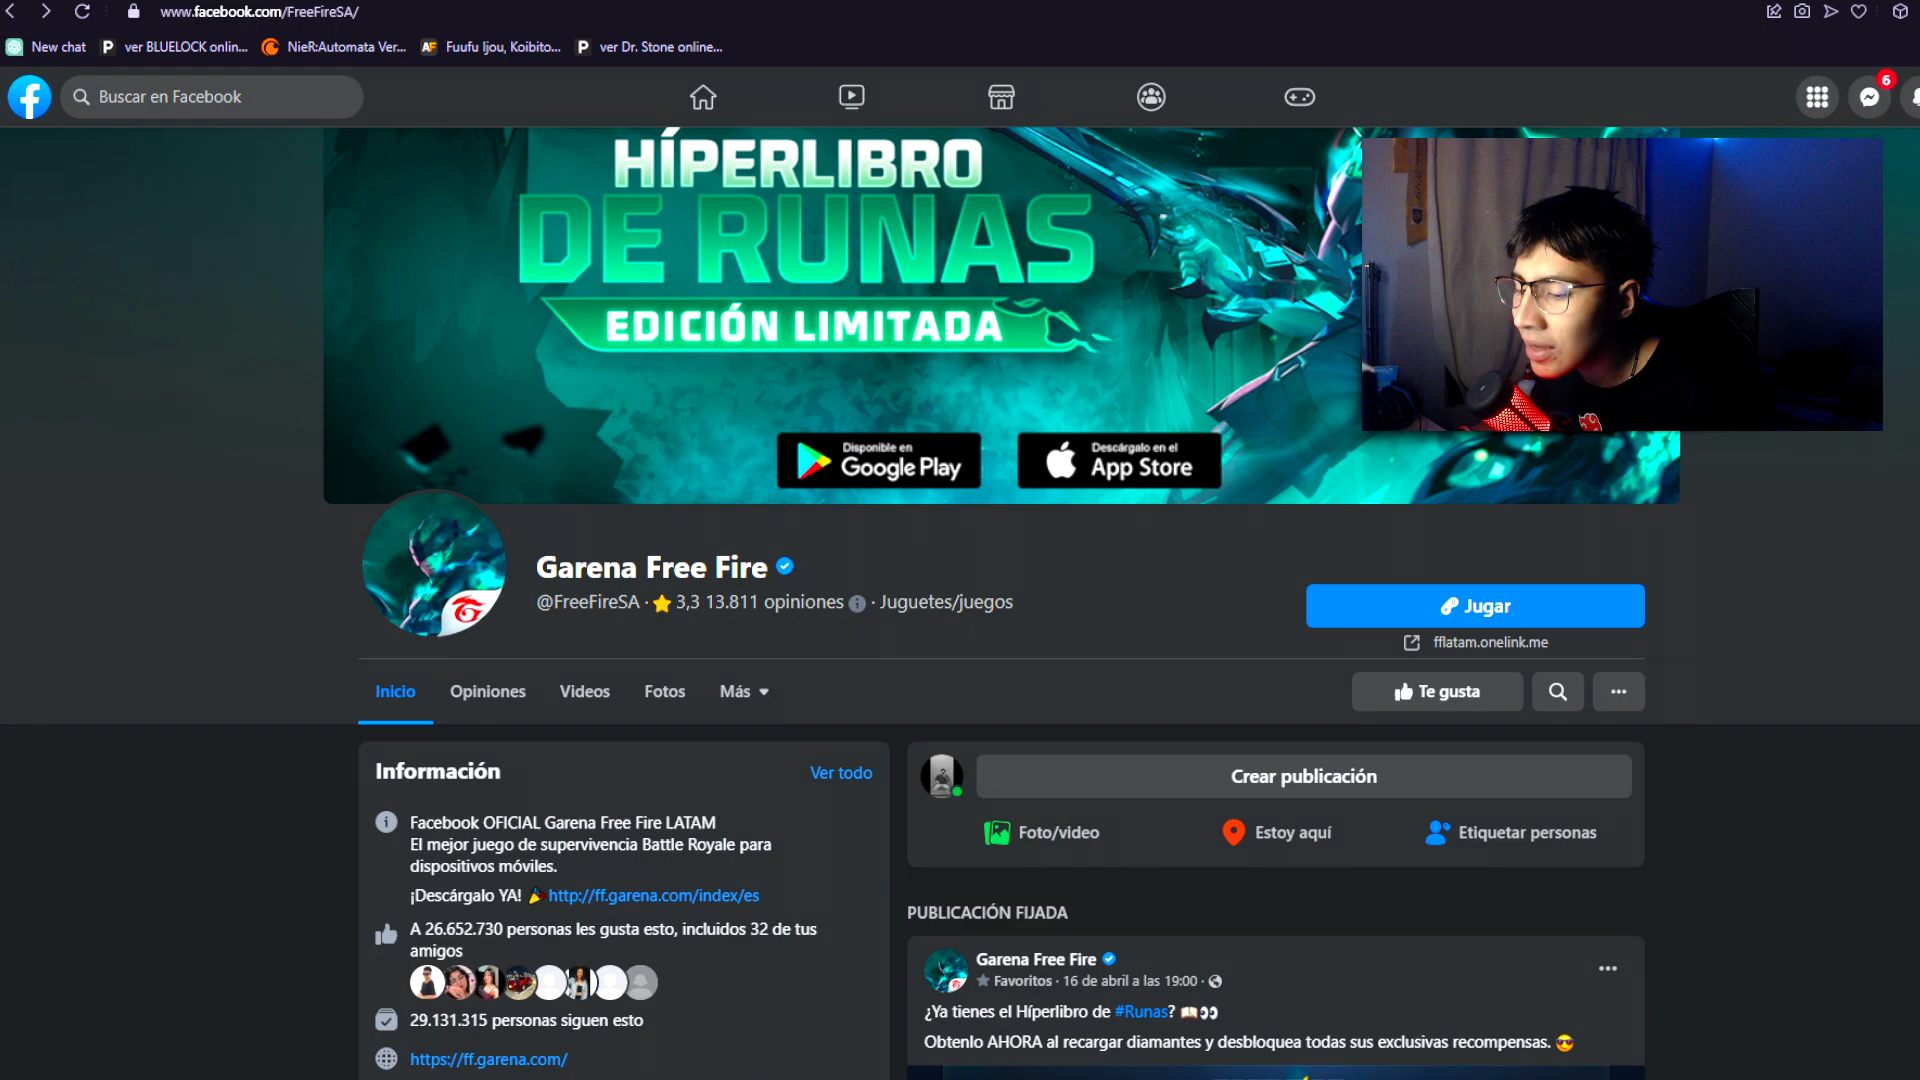 www.facebook.com/FreeFireSA/
New chat
ver BLUELOCK onlin...
NieR:Automata Ver...
Fuufu Ijou, Koibito...
ver Dr. Stone online...
Buscar en Facebook
6
HÍPERLIBRO
DE RUNAS
EDICIÓN LIMITADA
Disponible en
Google Play
Descárgalo en el
App Store
Garena Free Fire
@FreeFireSA · 3,3 13.811 opiniones · Juguetes/juegos
Jugar
fflatam.onelink.me
Inicio
Opiniones
Videos
Fotos
Más
Te gusta
Información
Ver todo
Facebook OFICIAL Garena Free Fire LATAM
El mejor juego de supervivencia Battle Royale para
dispositivos móviles.
¡Descárgalo YA! 🎉 http://ff.garena.com/index/es
A 26.652.730 personas les gusta esto, incluidos 32 de tus
amigos
29.131.315 personas siguen esto
https://ff.garena.com/
Crear publicación
Foto/video
Estoy aquí
Etiquetar personas
PUBLICACIÓN FIJADA
Garena Free Fire
Favoritos · 16 de abril a las 19:00 ·
¿Ya tienes el Híperlibro de #Runas? 📖👀
Obtenlo AHORA al recargar diamantes y desbloquea todas sus exclusivas recompensas. 😎